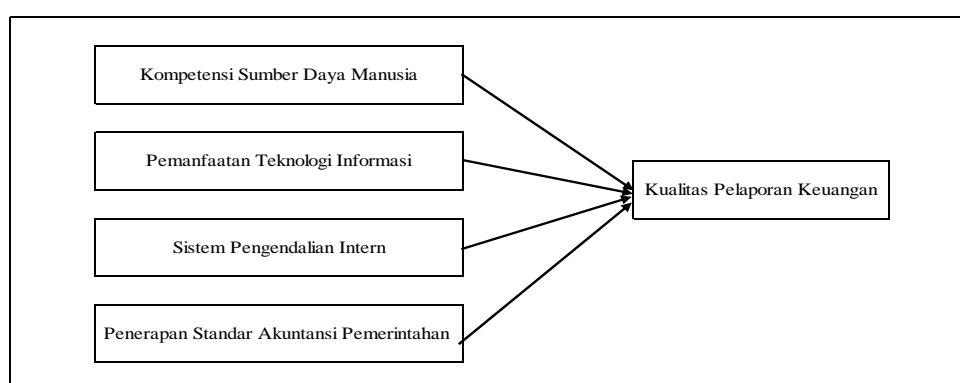 Kompetensi Sumber Daya Manusia
Pemanfaatan Teknologi Informasi
Kualitas Pelaporan Keuangan
Sistem Pengendalian Intern
Penerapan Standar Akuntansi Pemerintahan